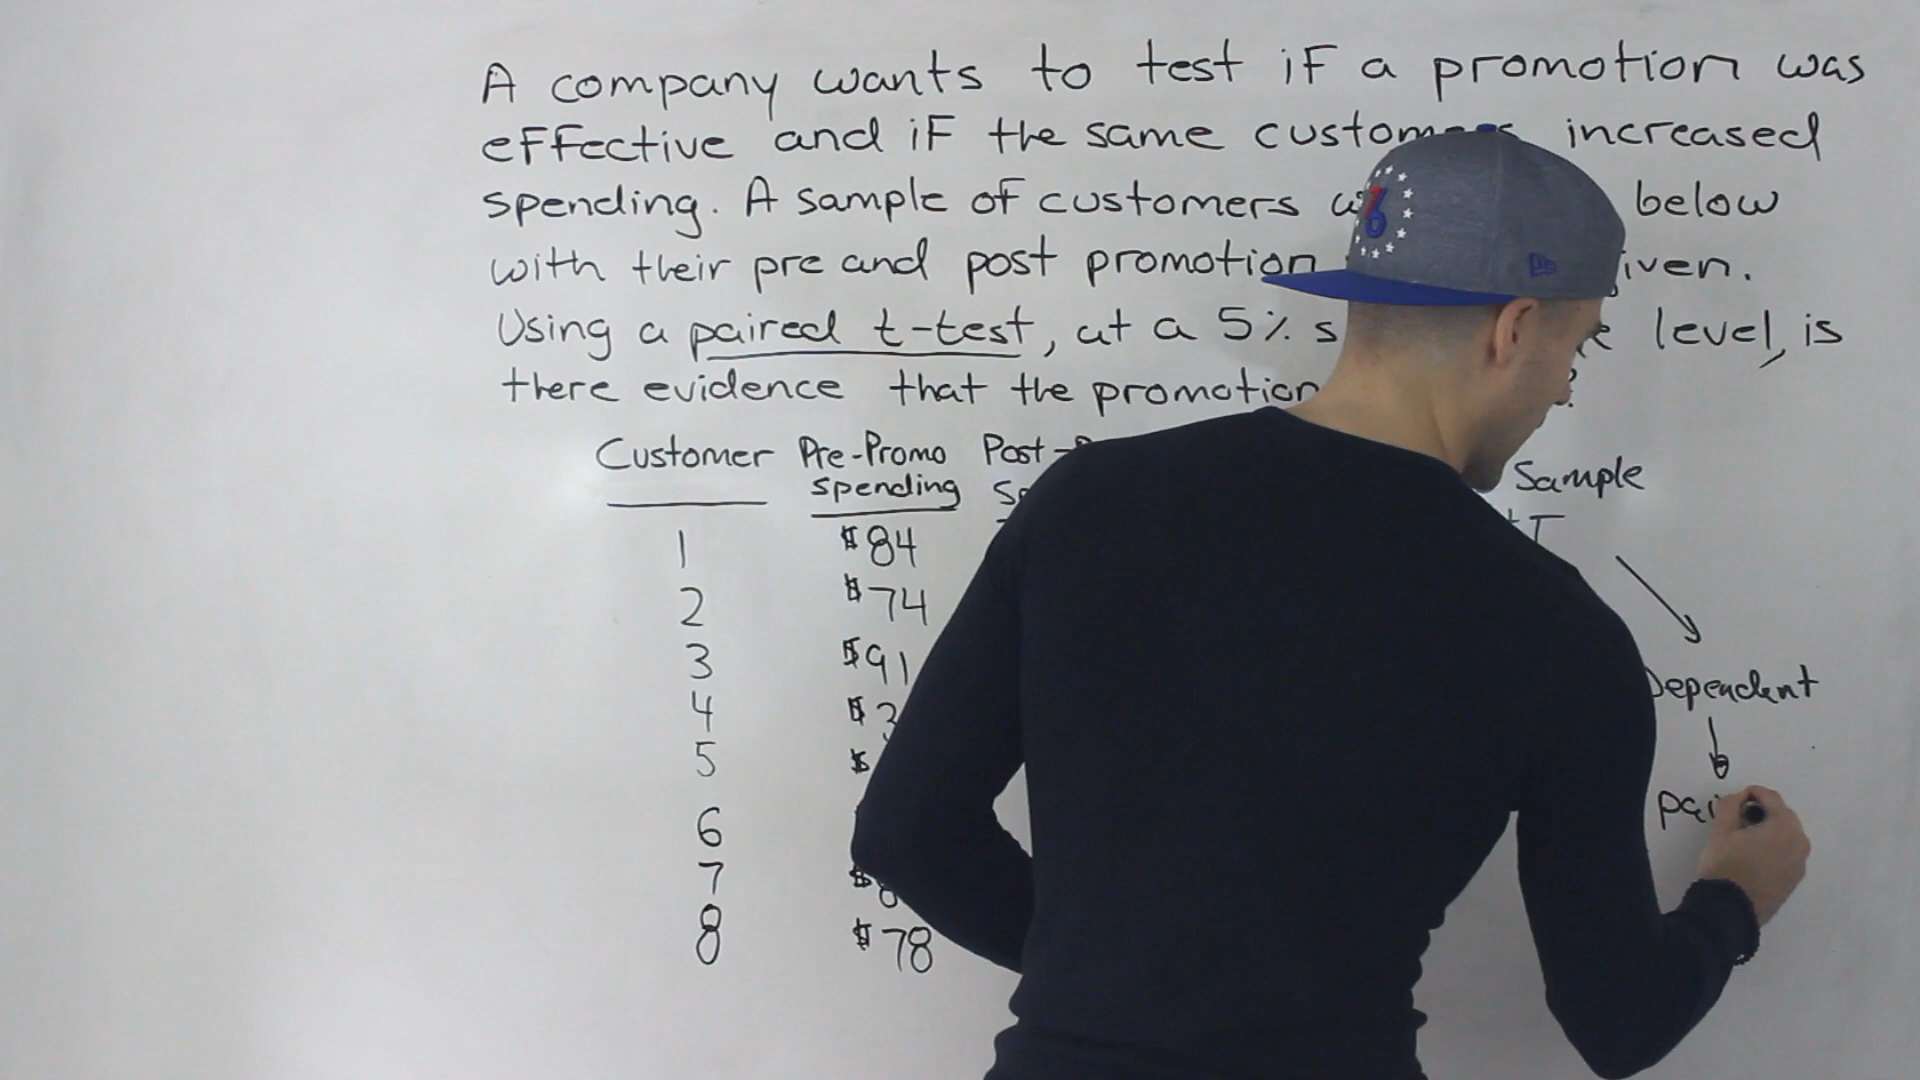 A company wants to test if a promotion was
effective and if the same customers increased
spending. A sample of customers below
with their pre and post promotion
Using a paired t-test, at a 5% level, is
there evidence that the promotion
Customer Pre-Promo Post-
spending
Sample
1 $84
2 $74
3 $91
4 $3
5 $
6
7 $8
8 $78
Dependent
pai